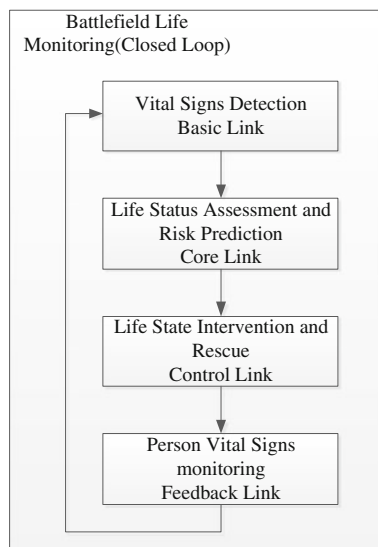 Battlefield Life
Monitoring(Closed Loop)
Vital Signs Detection
Basic Link
Life Status Assessment and
Risk Prediction
Core Link
Life State Intervention and
Rescue
Control Link
Person Vital Signs
monitoring
Feedback Link